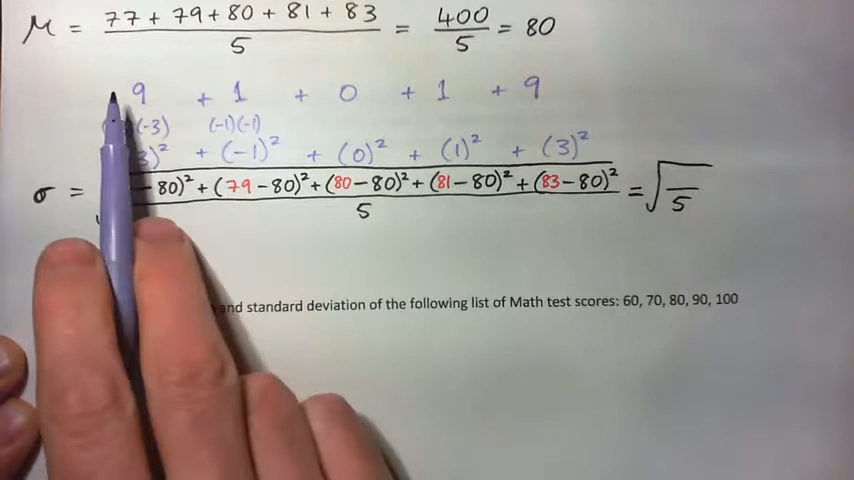 μ = 77 + 79 + 80 + 81 + 83 / 5 = 400 / 5 = 80
9 + 1 + 0 + 1 + 9
(-3) (-1)(-1)
3)² + (-1)² + (0)² + (1)² + (3)²
σ = √ - 80)² + (79 - 80)² + (80 - 80)² + (81 - 80)² + (83 - 80)² / 5 = √ / 5
and standard deviation of the following list of Math test scores: 60, 70, 80, 90, 100